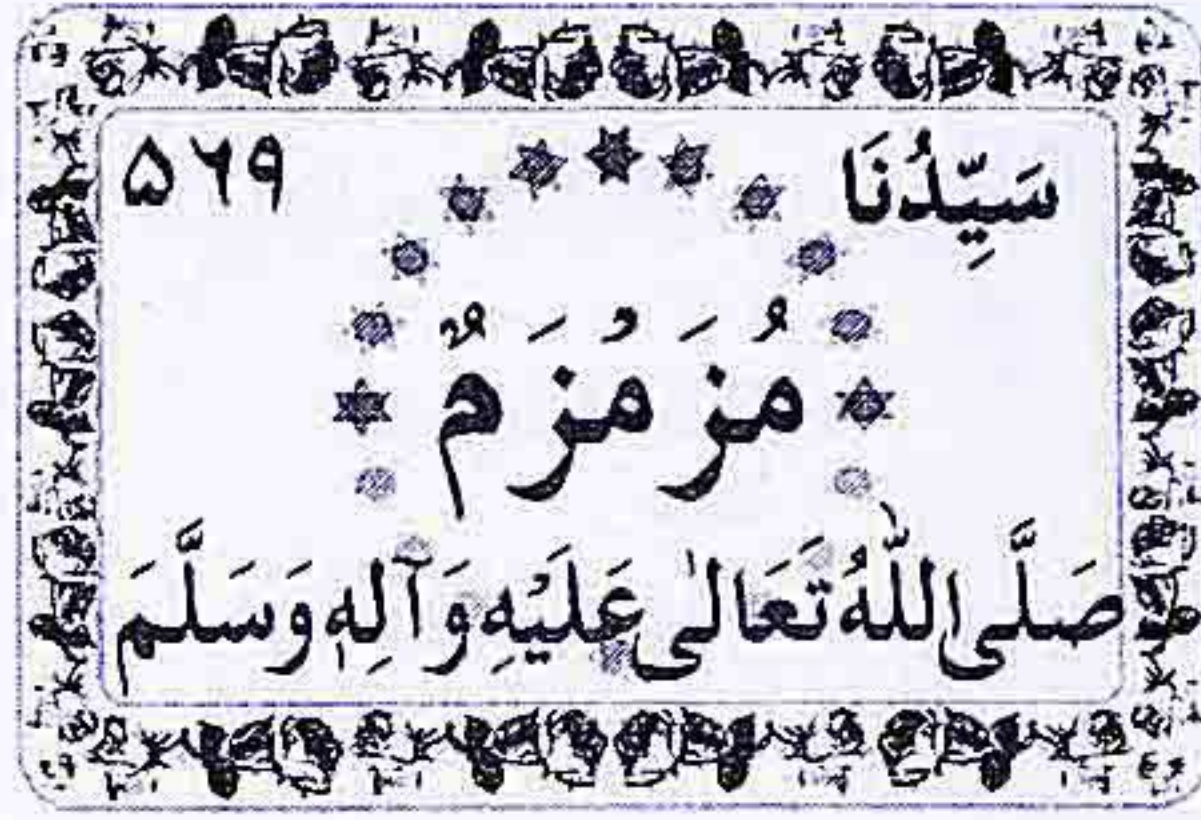 سَيِّدُنَا ۵۶۹
مُزَمُزَمٌ
صَلَّى اللّٰهُ تَعَالٰى عَلَيْهِ وَآلِهٖ وَسَلَّمَ